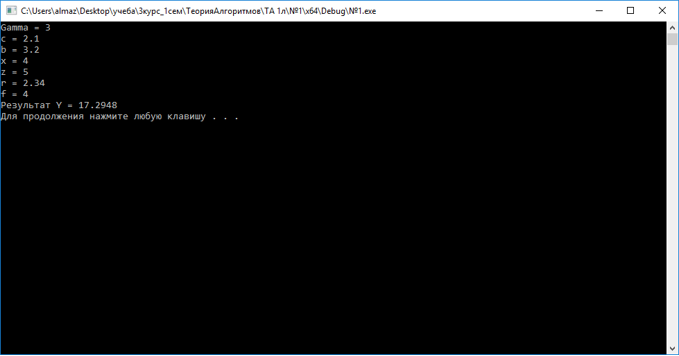 C:\Users\almaz\Desktop\учеба\3курс_1сем\ТеорияАлгоритмов\ТА 1л\№1\x64\Debug\№1.exe
Gamma = 3
c = 2.1
b = 3.2
x = 4
z = 5
r = 2.34
f = 4
Результат Y = 17.2948
Для продолжения нажмите любую клавишу . . .